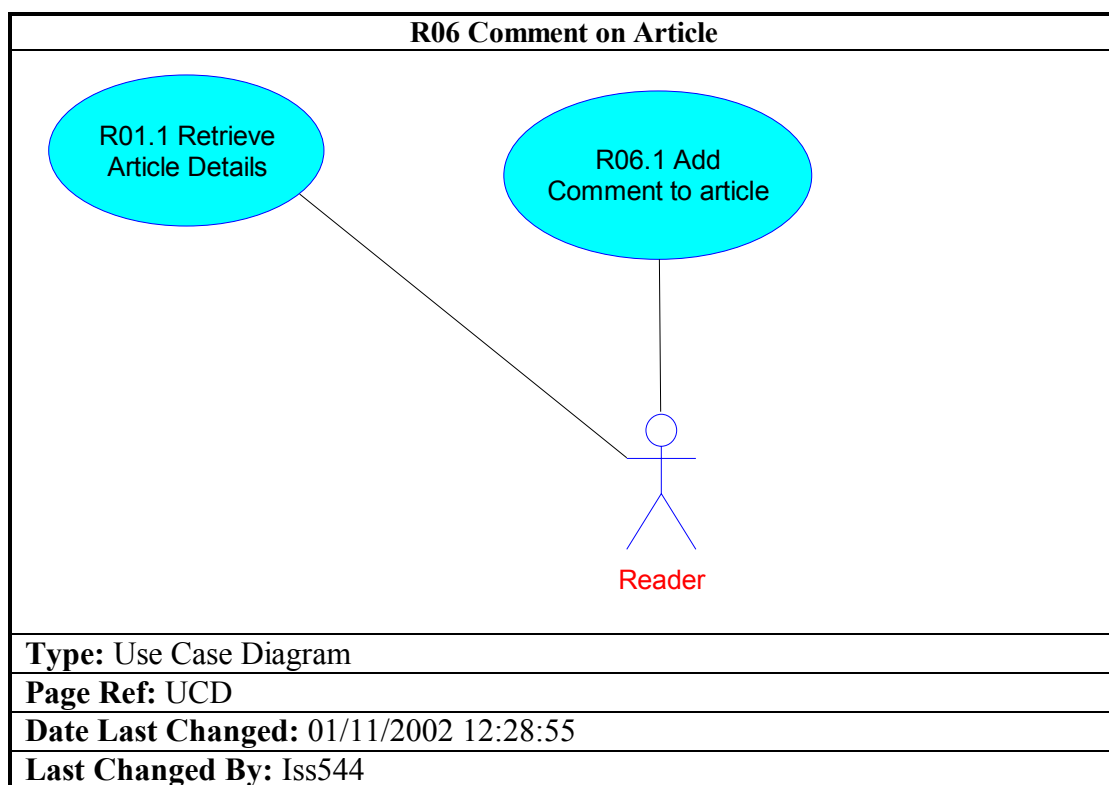 R06 Comment on Article
R01.1 Retrieve
Article Details
R06.1 Add
Comment to article
Reader
Type: Use Case Diagram
Page Ref: UCD
Date Last Changed: 01/11/2002 12:28:55
Last Changed By: Iss544